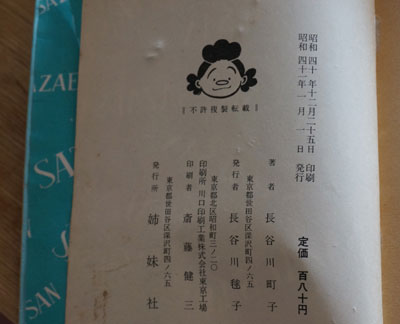 昭和四十年十二月二十五日 印刷
昭和四十一年一月一日 発行
定価 百八十円
著者 長谷川町子
東京都世田谷区深沢町四ノ六五
発行者 長谷川毬子
東京都北区昭和町三ノ二〇
印刷所 川口印刷工業株式会社東京工場
印刷者 斎藤健三
東京都世田谷区深沢町四ノ六五
発行所 姉妹社
不許複製転載
SAZ
AZAE
SAZ
SAN